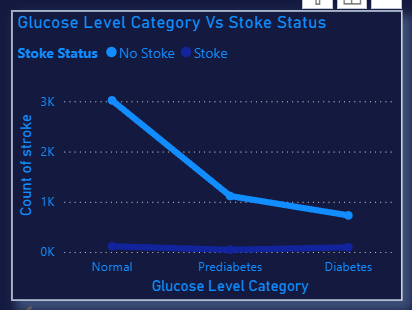 Glucose Level Category Vs Stoke Status
Stoke Status No Stoke Stoke
Count of stroke
3K
2K
1K
0K
Normal Prediabetes Diabetes
Glucose Level Category